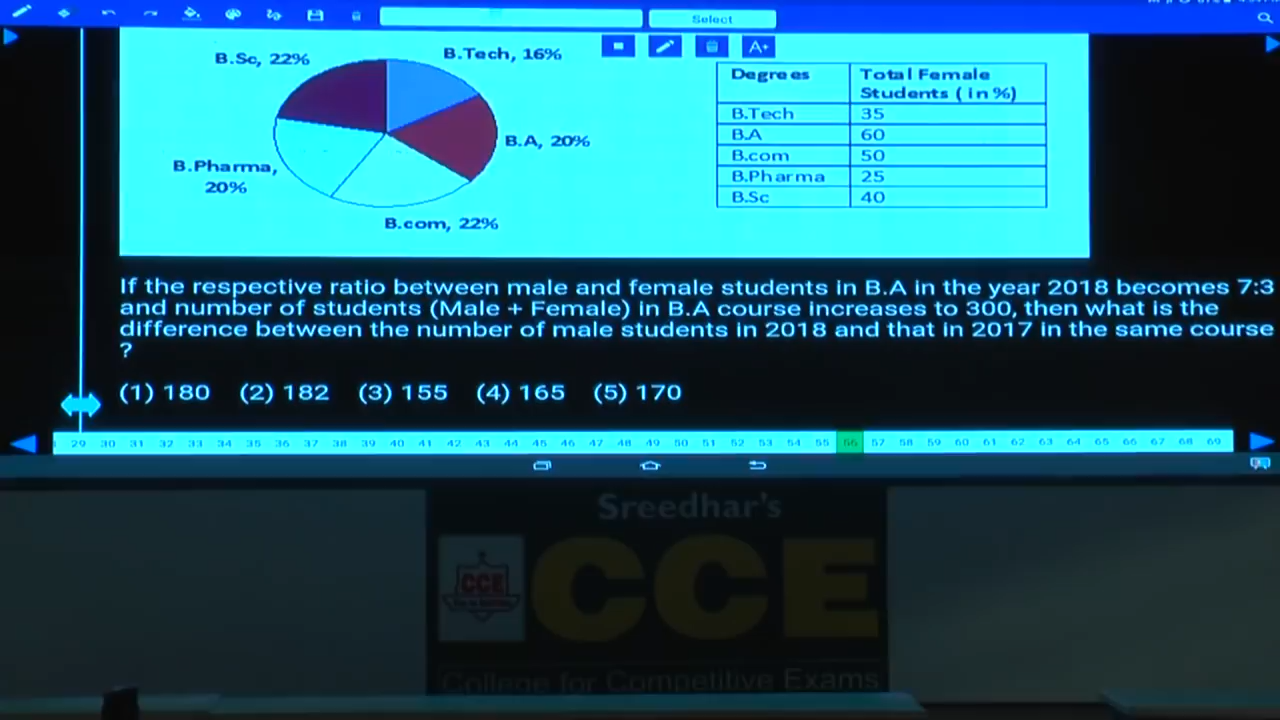 Select
B.Sc, 22%
B.Tech, 16%
B.A, 20%
B.Pharma,
20%
B.com, 22%
A+
Degrees Total Female
Students ( in %)
B.Tech 35
B.A 60
B.com 50
B.Pharma 25
B.Sc 40
If the respective ratio between male and female students in B.A in the year 2018 becomes 7:3
and number of students (Male + Female) in B.A course increases to 300, then what is the
difference between the number of male students in 2018 and that in 2017 in the same course
?
(1) 180 (2) 182 (3) 155 (4) 165 (5) 170
29 30 31 32 33 34 35 36 37 38 39 40 41 42 43 44 45 46 47 48 49 50 51 52 53 54 55 56 57 58 59 60 61 62 63 64 65 66 67 68 69
Sreedhar's
CCE
CCE
College for Competitive Exams